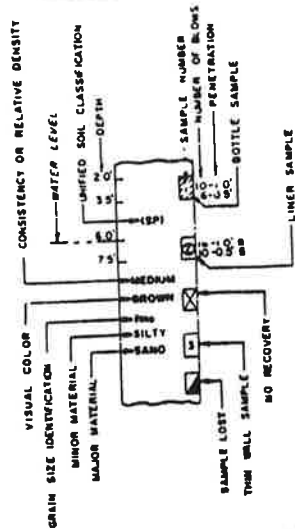 CONSISTENCY OR RELATIVE DENSITY
WATER LEVEL
UNIFIED SOIL CLASSIFICATION
DEPTH
VISUAL COLOR
GRAIN SIZE IDENTIFICATION
MINOR MATERIAL
MAJOR MATERIAL
2.0'
3.5'
(SP)
6.0'
7.5'
MEDIUM
BROWN
Fine
SILTY
SAND
SAMPLE NUMBER
NUMBER OF BLOWS
PENETRATION
BOTTLE SAMPLE
LINER SAMPLE
NO RECOVERY
3
THIN WALL SAMPLE
SAMPLE LOST